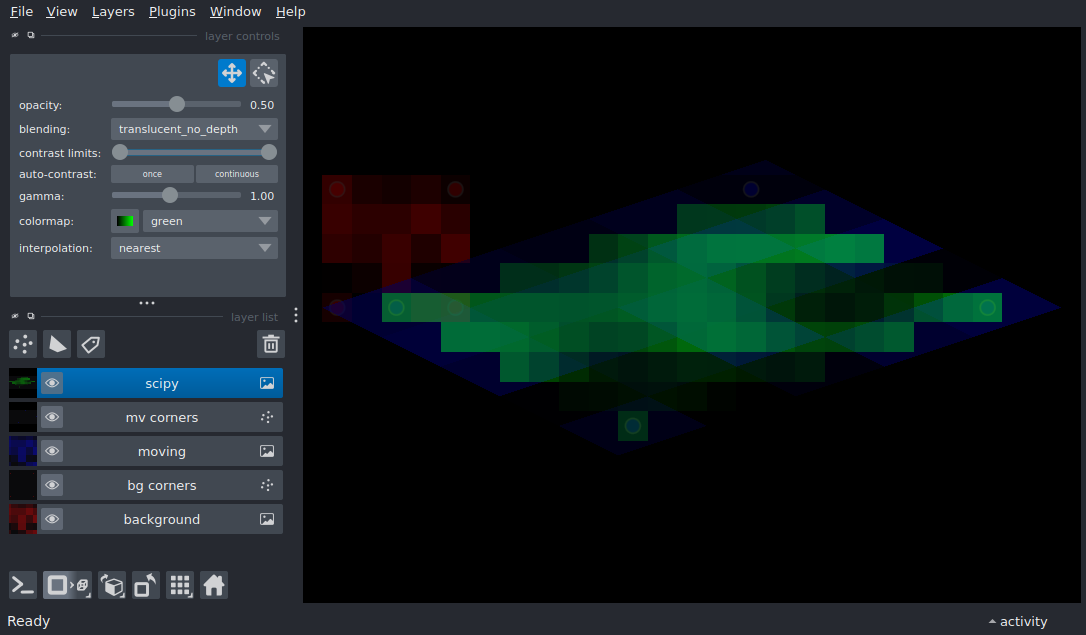 File View Layers Plugins Window Help
layer controls
opacity: 0.50
blending: translucent_no_depth
contrast limits:
auto-contrast: once continuous
gamma: 1.00
colormap: green
interpolation: nearest
layer list
scipy
mv corners
moving
bg corners
background
Ready activity